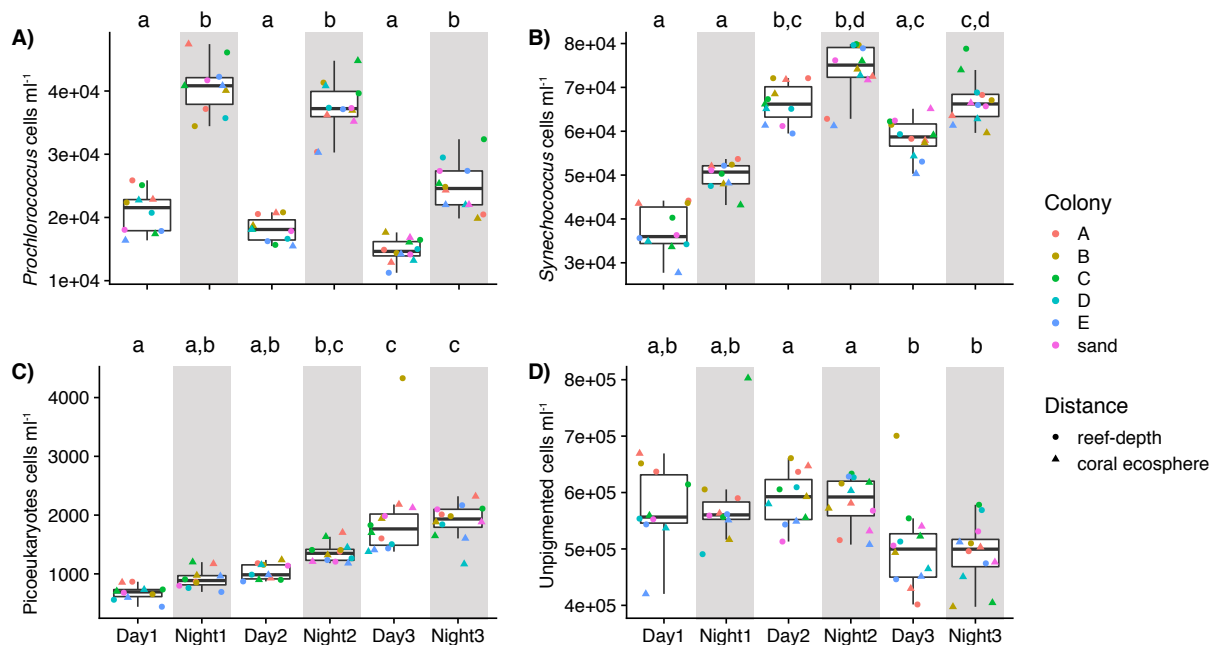 A)
a b a b a b
Prochlorococcus cells ml⁻¹
4e+04
3e+04
2e+04
1e+04
B)
a a b,c b,d a,c c,d
Synechococcus cells ml⁻¹
8e+04
7e+04
6e+04
5e+04
4e+04
3e+04
C)
a a,b a,b b,c c c
Picoeukaryotes cells ml⁻¹
4000
3000
2000
1000
Day1 Night1 Day2 Night2 Day3 Night3
D)
a,b a,b a a b b
Unpigmented cells ml⁻¹
8e+05
7e+05
6e+05
5e+05
4e+05
Day1 Night1 Day2 Night2 Day3 Night3
Colony
A
B
C
D
E
sand
Distance
reef-depth
coral ecosphere